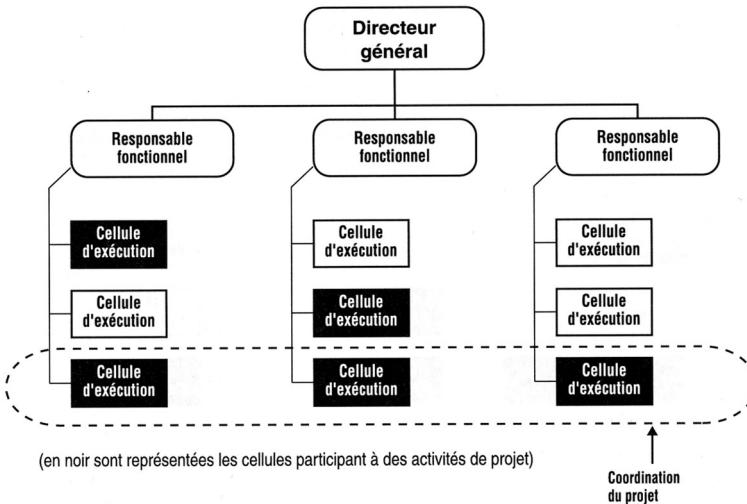 Directeur
général
Responsable
fonctionnel
Responsable
fonctionnel
Responsable
fonctionnel
Cellule
d'exécution
Cellule
d'exécution
Cellule
d'exécution
Cellule
d'exécution
Cellule
d'exécution
Cellule
d'exécution
Cellule
d'exécution
Cellule
d'exécution
Cellule
d'exécution
(en noir sont représentées les cellules participant à des activités de projet)
Coordination
du projet